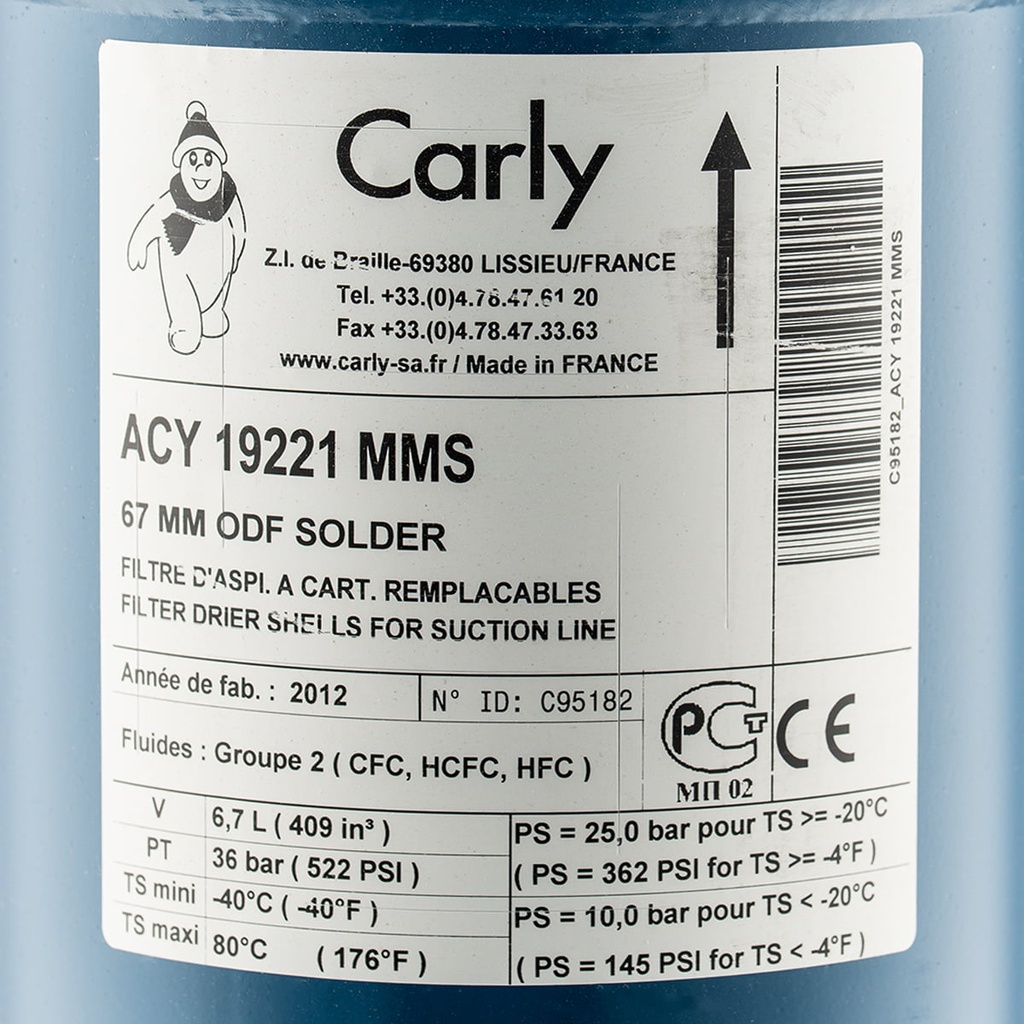 Carly
Z.I. de Braille-69380 LISSIEU/FRANCE
Tel. +33.(0)4.78.47.61 20
Fax +33.(0)4.78.47.33.63
www.carly-sa.fr / Made in FRANCE
C95182_ACY 19221 MMS
ACY 19221 MMS
67 MM ODF SOLDER
FILTRE D'ASPI. A CART. REMPLACABLES
FILTER DRIER SHELLS FOR SUCTION LINE
Année de fab. : 2012
N° ID: C95182
Fluides : Groupe 2 ( CFC, HCFC, HFC )
РСТ
МП 02
CE
V 6,7 L ( 409 in³ )
PT 36 bar ( 522 PSI )
TS mini -40°C ( -40°F )
TS maxi 80°C ( 176°F )
PS = 25,0 bar pour TS >= -20°C
( PS = 362 PSI for TS >= -4°F )
PS = 10,0 bar pour TS < -20°C
( PS = 145 PSI for TS < -4°F )